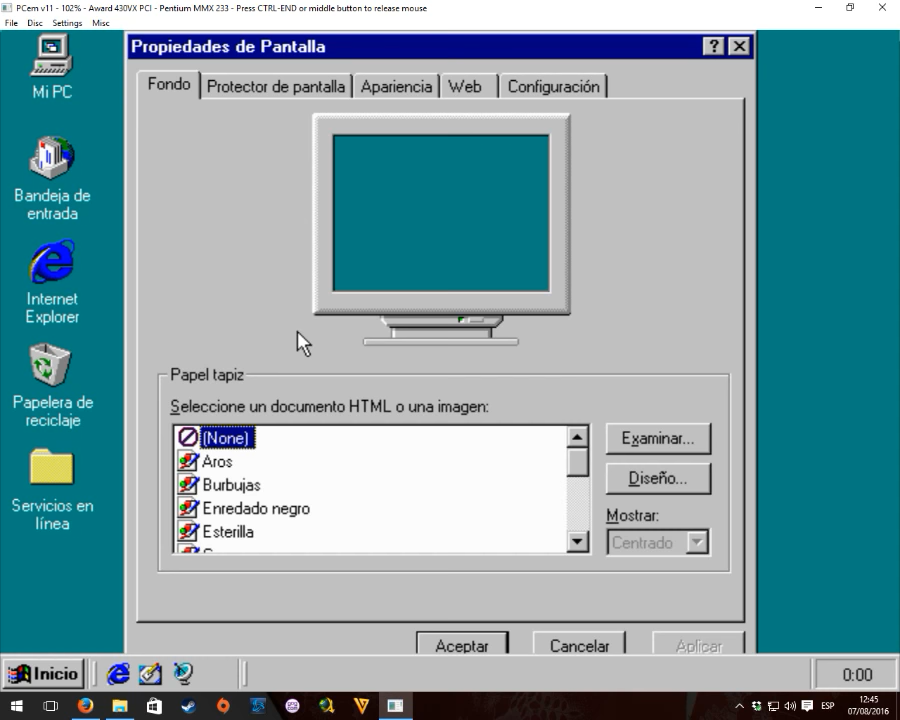 PCem v11 - 102% - Award 430VX PCI - Pentium MMX 233 - Press CTRL-END or middle button to release mouse
File Disc Settings Misc
Mi PC
Bandeja de
entrada
Internet
Explorer
Papelera de
reciclaje
Servicios en
línea
Propiedades de Pantalla
Fondo Protector de pantalla Apariencia Web Configuración
Papel tapiz
Seleccione un documento HTML o una imagen:
(None)
Aros
Burbujas
Enredado negro
Esterilla
Examinar...
Diseño...
Mostrar:
Centrado
Aceptar Cancelar Aplicar
Inicio 0:00
ESP
12:45
07/08/2016